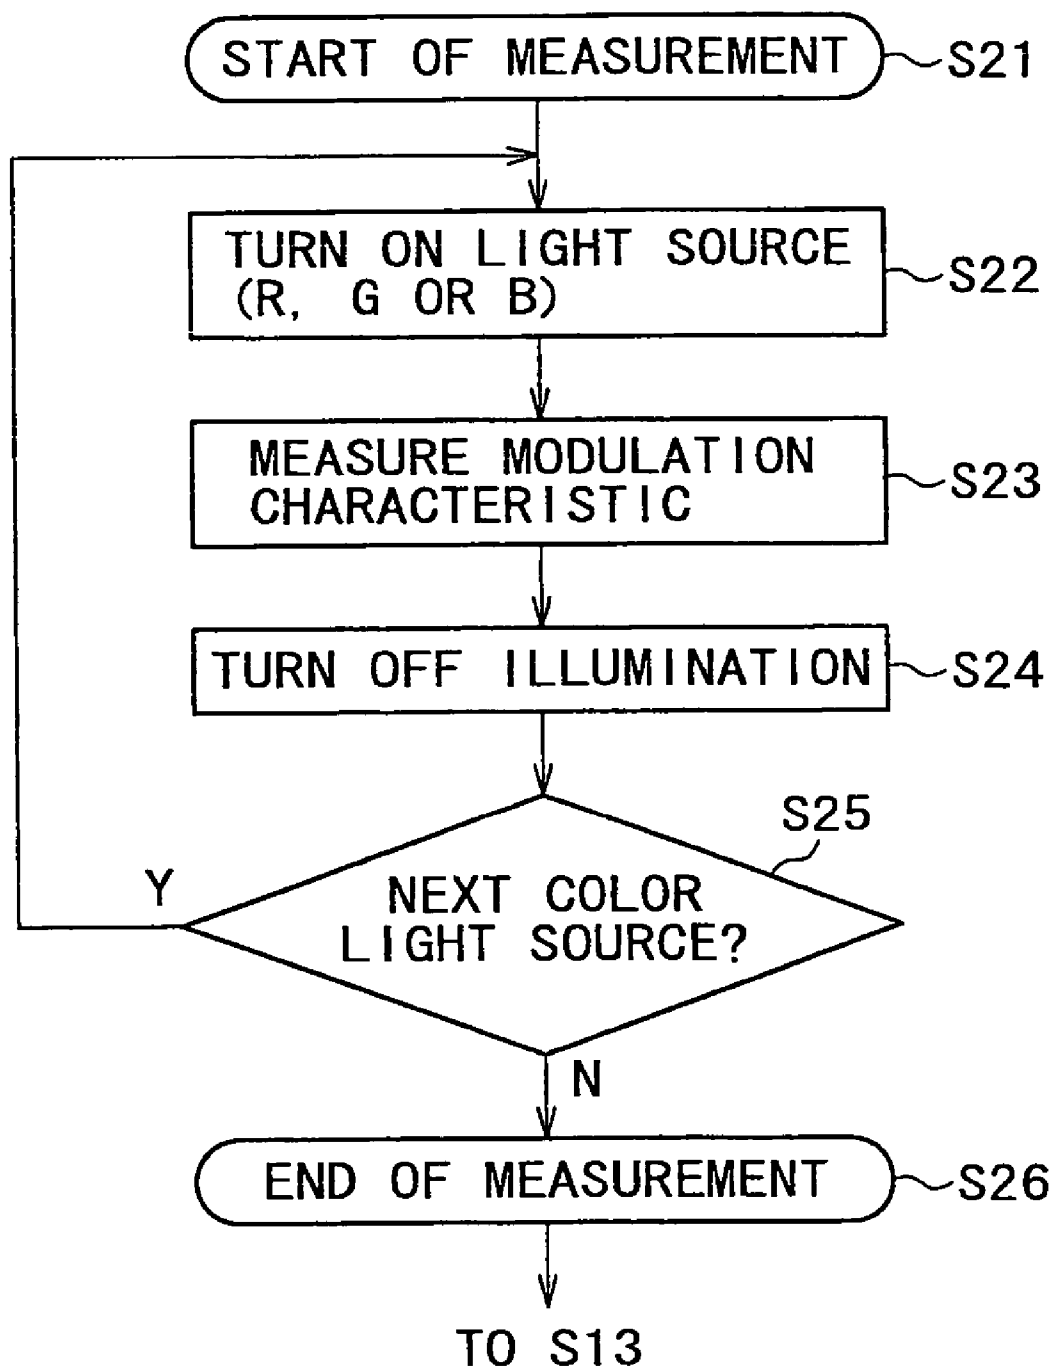 START OF MEASUREMENT
S21
TURN ON LIGHT SOURCE
(R, G OR B)
S22
MEASURE MODULATION
CHARACTERISTIC
S23
TURN OFF ILLUMINATION
S24
S25
Y
NEXT COLOR
LIGHT SOURCE?
N
END OF MEASUREMENT
S26
TO S13